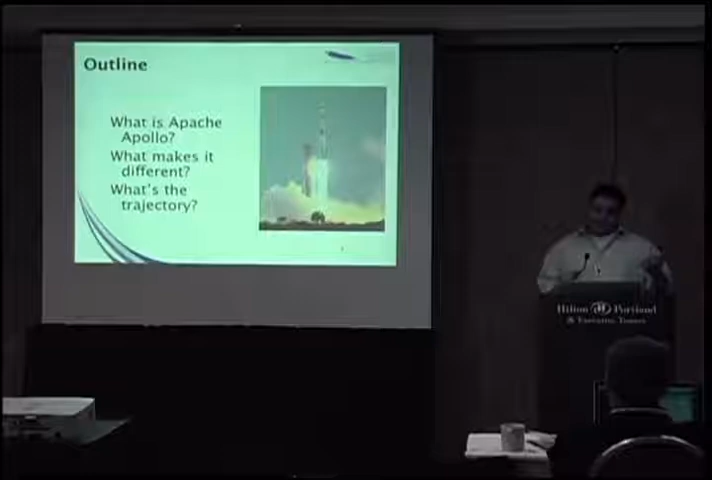 Outline
What is Apache
Apollo?
What makes it
different?
What's the
trajectory?
Hilton Portland
& Executive Tower